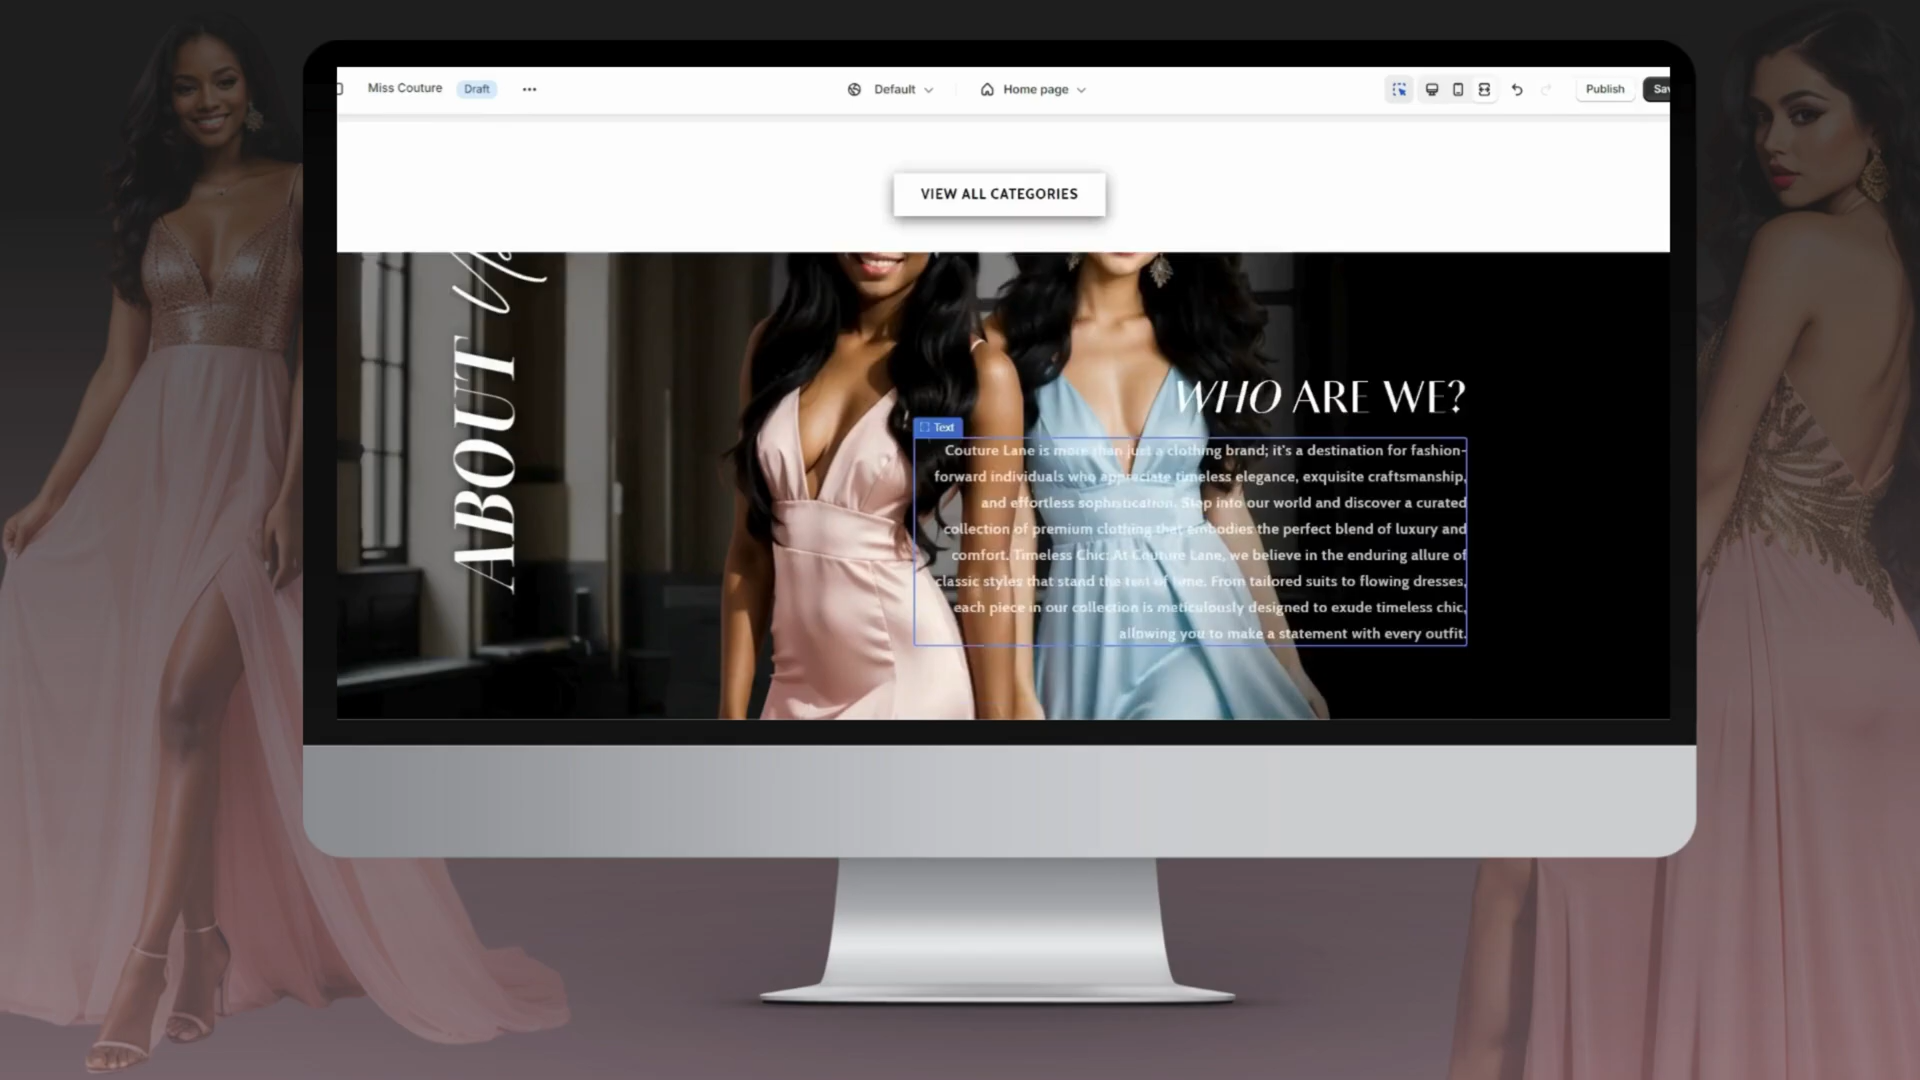 Miss Couture Draft ••• Default Home page Publish
VIEW ALL CATEGORIES
ABOUT
WHO ARE WE?
Text
Couture Lane is more than just a clothing brand; it's a destination for fashion-
forward individuals who appreciate timeless elegance, exquisite craftsmanship,
and effortless sophistication. Step into our world and discover a curated
collection of premium clothing that embodies the perfect blend of luxury and
comfort. Timeless Chic: At Couture Lane, we believe in the enduring allure of
classic styles that stand the test of time. From tailored suits to flowing dresses,
each piece in our collection is meticulously designed to exude timeless chic,
allowing you to make a statement with every outfit.